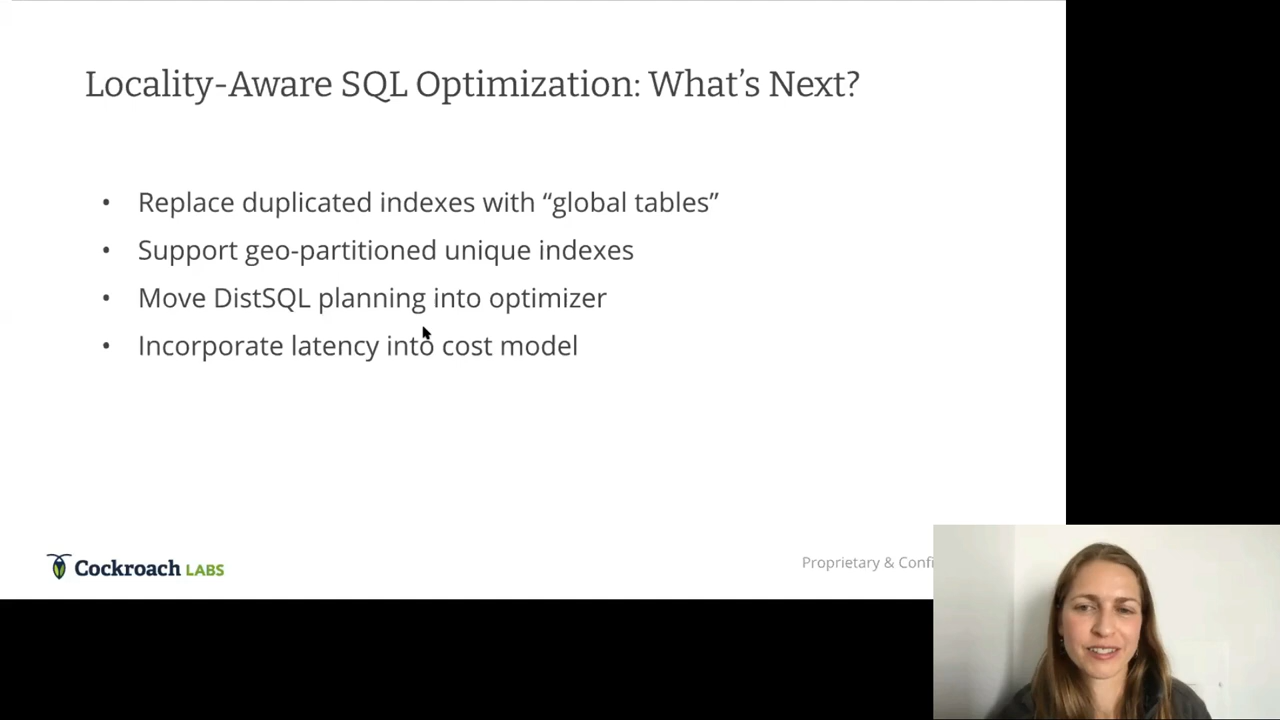 Locality-Aware SQL Optimization: What's Next?
• Replace duplicated indexes with “global tables”
• Support geo-partitioned unique indexes
• Move DistSQL planning into optimizer
• Incorporate latency into cost model
Cockroach LABS
Proprietary & Confi